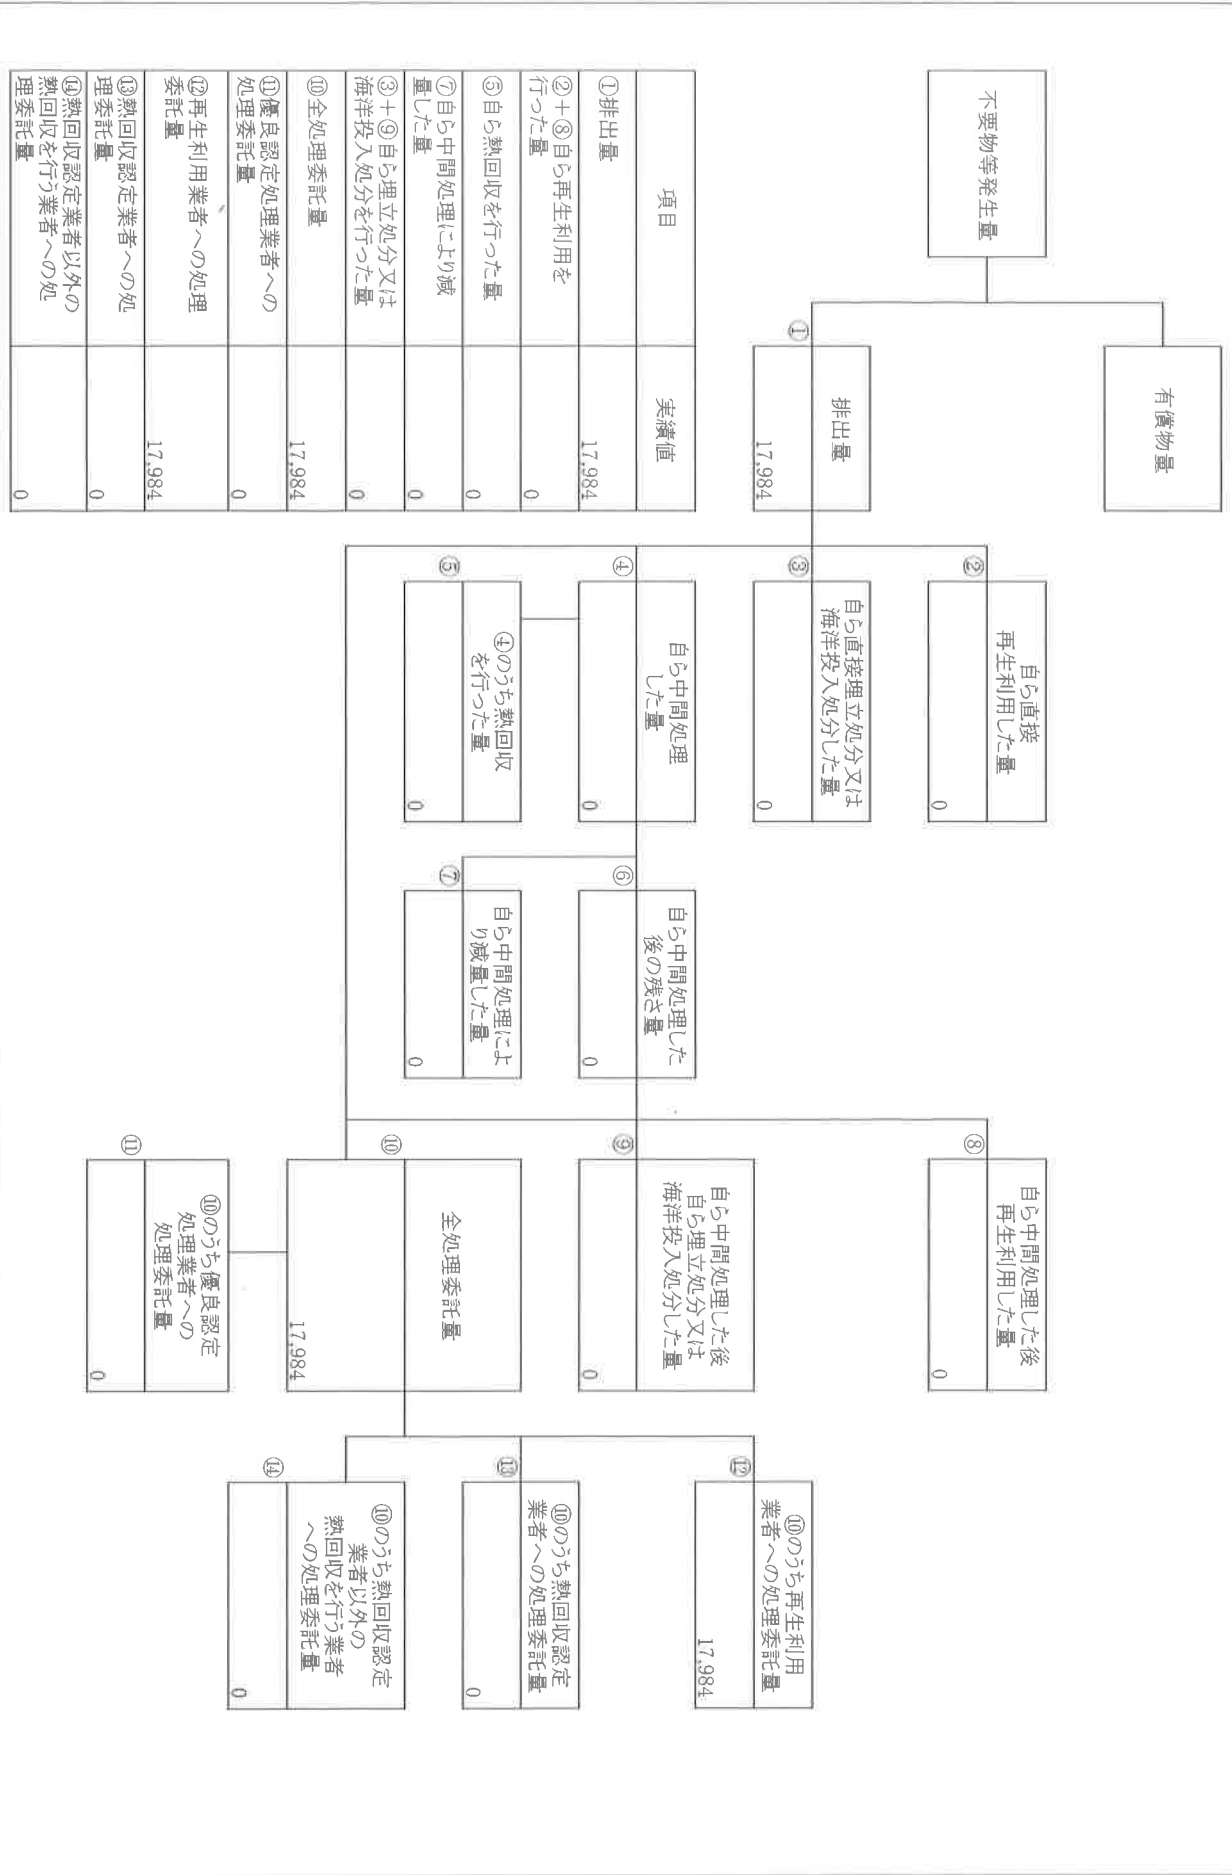 有償物量
不要物等発生量
①
排出量
17,984
②
自ら直接
再生利用した量
0
③
自ら直接埋立処分又は
海洋投入処分した量
0
④
自ら中間処理
した量
0
⑤
④のうち熱回収
を行った量
0
⑥
自ら中間処理した
後の残さ量
0
⑦
自ら中間処理によ
り減量した量
0
⑧
自ら中間処理した後
再生利用した量
0
⑨
自ら中間処理した後
自ら埋立処分又は
海洋投入処分した量
0
⑩
全処理委託量
17,984
⑪
⑩のうち優良認定
処理業者への
処理委託量
0
⑫
⑩のうち再生利用
業者への処理委託量
17,984
⑬
⑩のうち熱回収認定
業者への処理委託量
0
⑭
⑩のうち熱回収認定
業者以外の
熱回収を行う業者
への処理委託量
0
項目 実績値
①排出量 17,984
②＋⑧自ら再生利用を
行った量 0
⑤自ら熱回収を行った量 0
⑦自ら中間処理により減
量した量 0
③＋⑨自ら埋立処分又は
海洋投入処分を行った量 0
⑩全処理委託量 17,984
⑪優良認定処理業者への
処理委託量 0
⑫再生利用業者への処理
委託量 17,984
⑬熱回収認定業者への処
理委託量 0
⑭熱回収認定業者以外の
熱回収を行う業者への処
理委託量 0